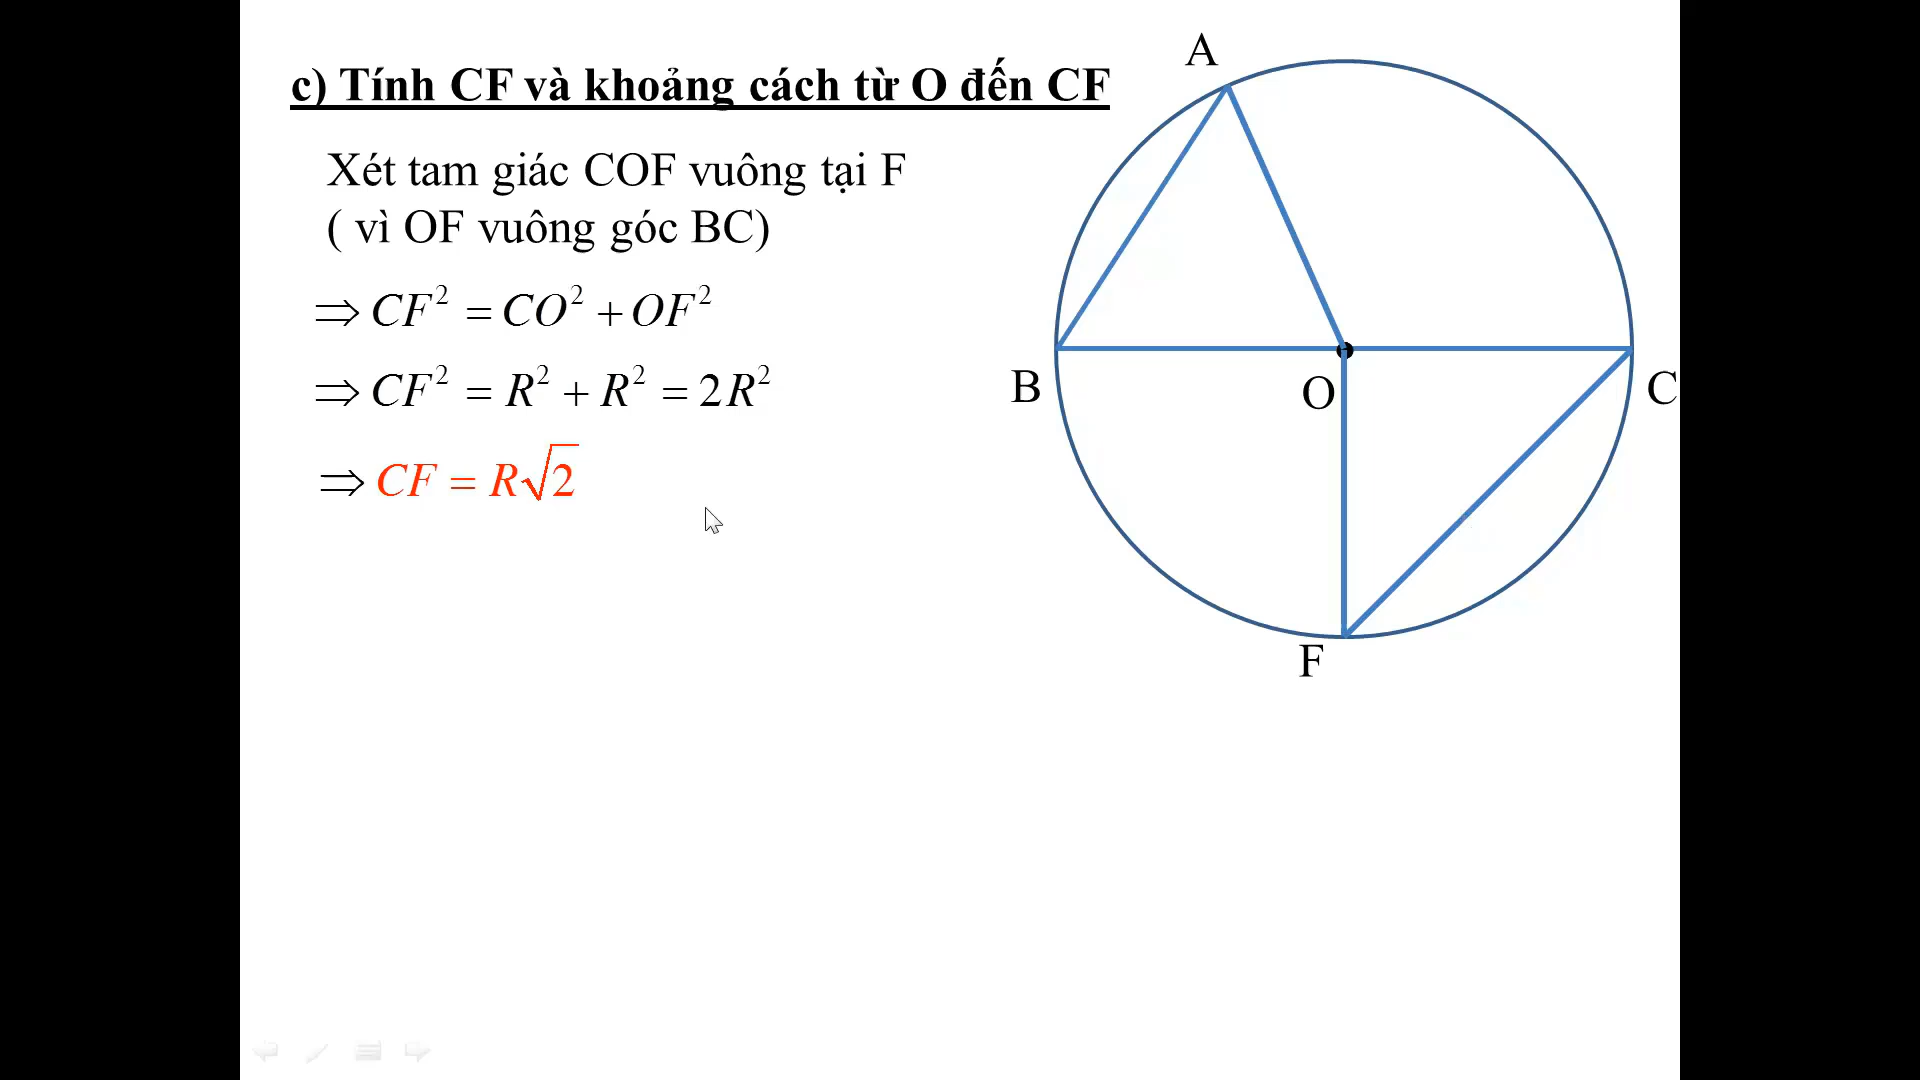 c) Tính CF và khoảng cách từ O đến CF
Xét tam giác COF vuông tại F
( vì OF vuông góc BC)
⇒ CF² = CO² + OF²
⇒ CF² = R² + R² = 2R²
⇒ CF = R√2
A
B
O
C
F